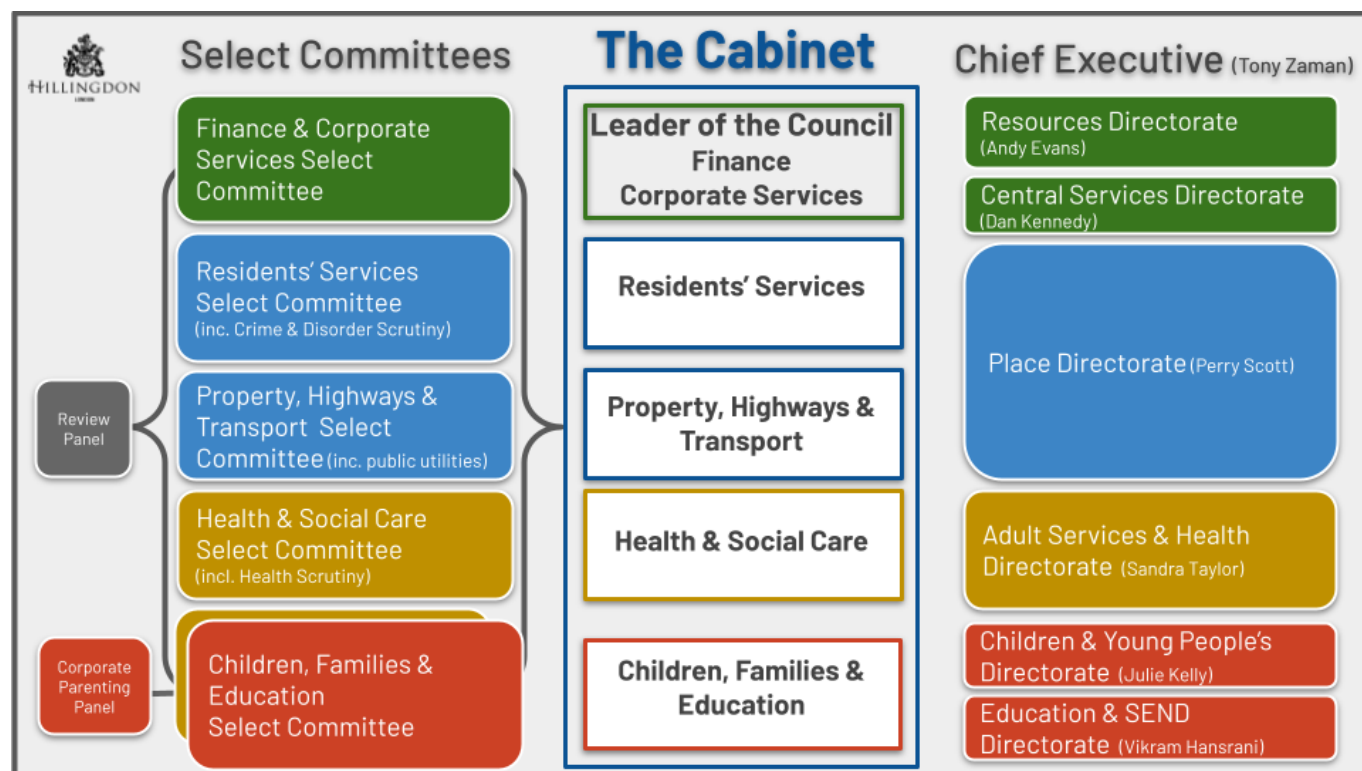 HILLINGDON
LONDON
Select Committees
The Cabinet
Chief Executive (Tony Zaman)
Finance & Corporate
Services Select
Committee
Residents' Services
Select Committee
(inc. Crime & Disorder Scrutiny)
Property, Highways &
Transport Select
Committee (inc. public utilities)
Health & Social Care
Select Committee
(incl. Health Scrutiny)
Children, Families &
Education
Select Committee
Review
Panel
Corporate
Parenting
Panel
Leader of the Council
Finance
Corporate Services
Residents' Services
Property, Highways &
Transport
Health & Social Care
Children, Families &
Education
Resources Directorate
(Andy Evans)
Central Services Directorate
(Dan Kennedy)
Place Directorate (Perry Scott)
Adult Services & Health
Directorate (Sandra Taylor)
Children & Young People's
Directorate (Julie Kelly)
Education & SEND
Directorate (Vikram Hansrani)